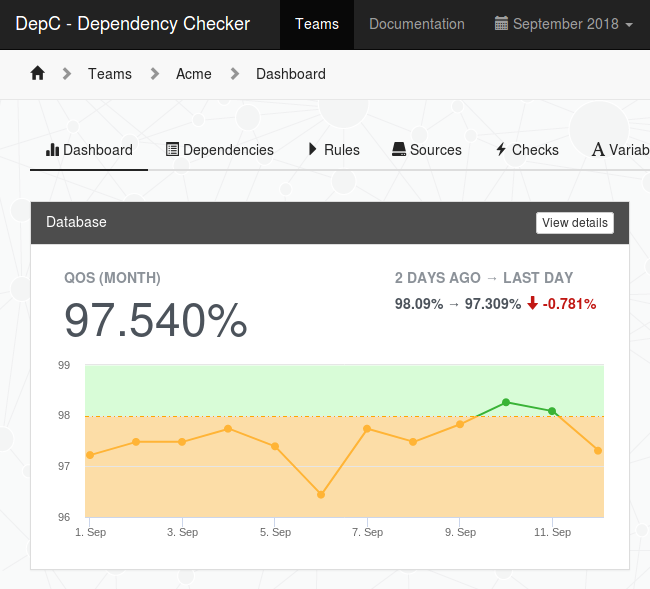 DepC - Dependency Checker Teams Documentation September 2018
Teams Acme Dashboard
Dashboard Dependencies Rules Sources Checks Variab
Database View details
QOS (MONTH) 2 DAYS AGO → LAST DAY
97.540% 98.09% → 97.309% -0.781%
99
98
97
96
1. Sep 3. Sep 5. Sep 7. Sep 9. Sep 11. Sep